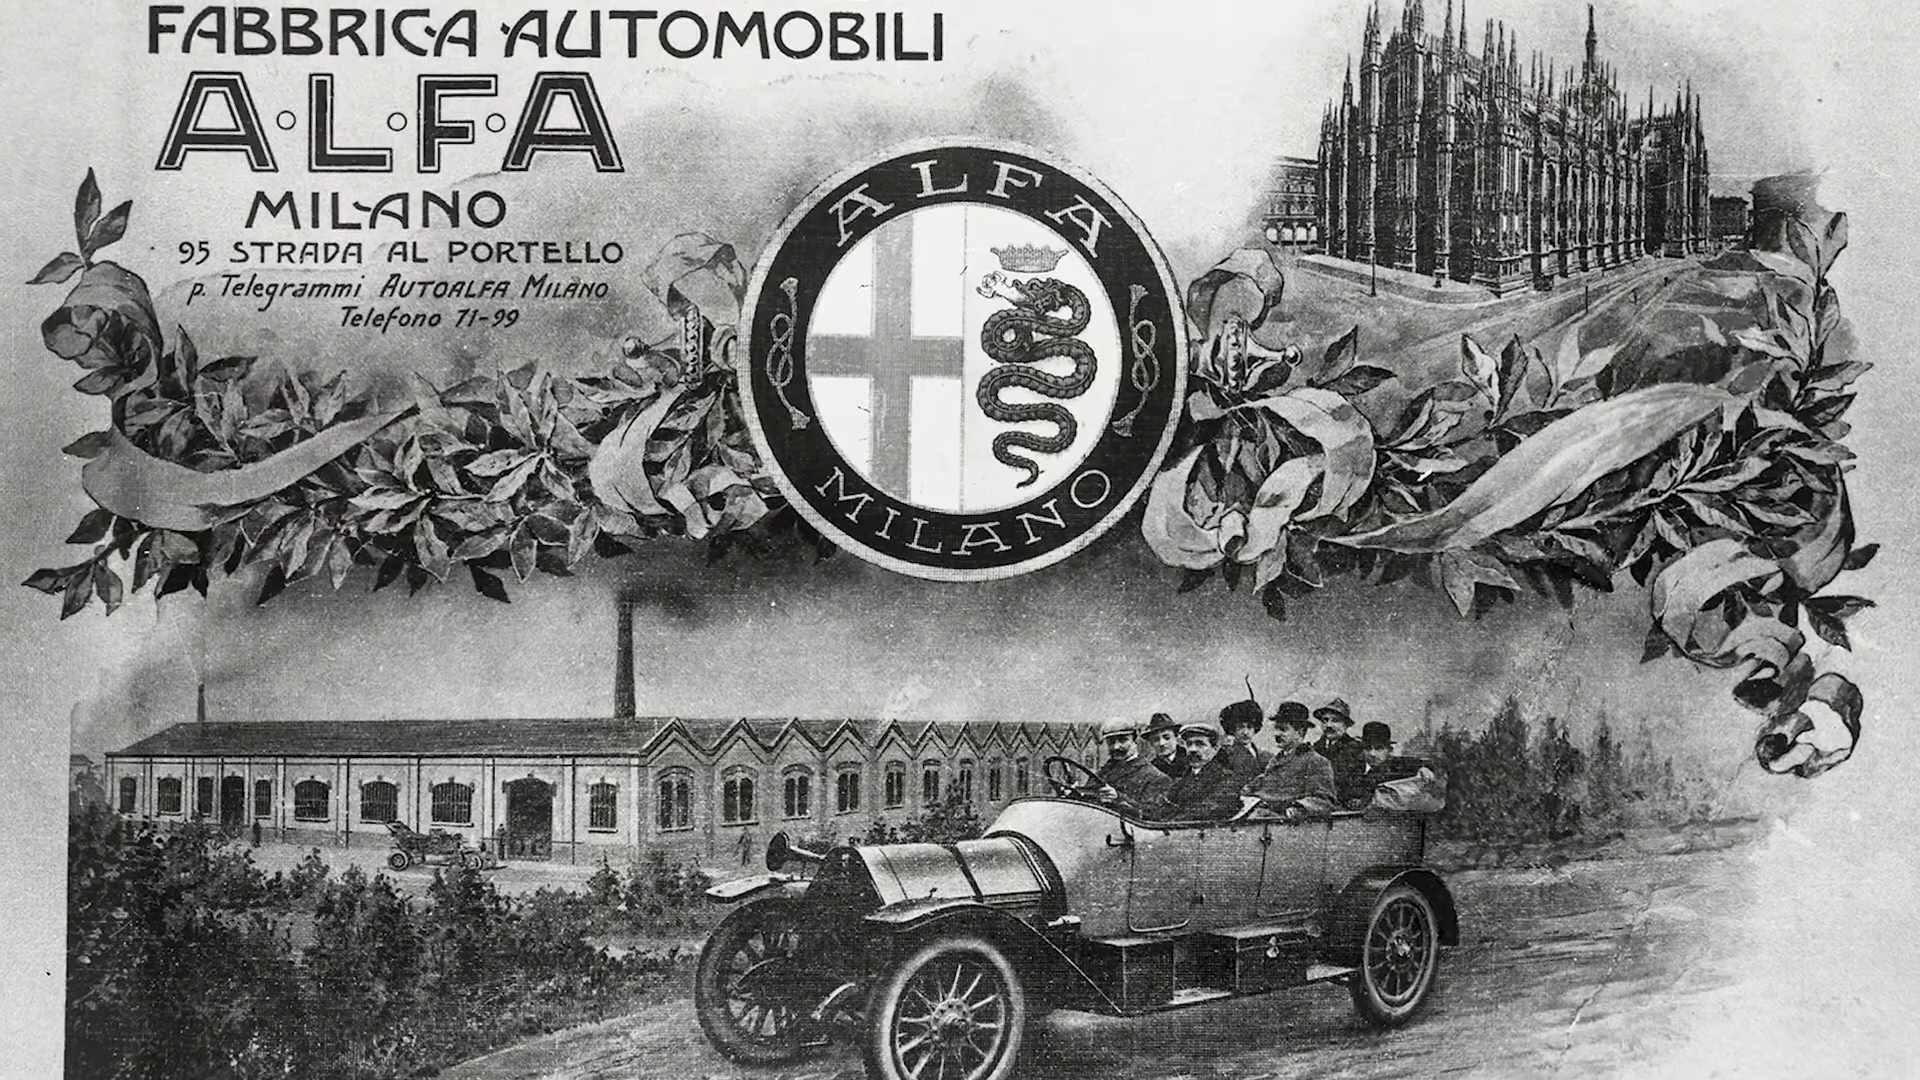 FABBRICA AUTOMOBILI
A·L·F·A
MILANO
95 STRADA AL PORTELLO
p. Telegrammi AUTOALFA MILANO
Telefono 71-99
ALFA
MILANO